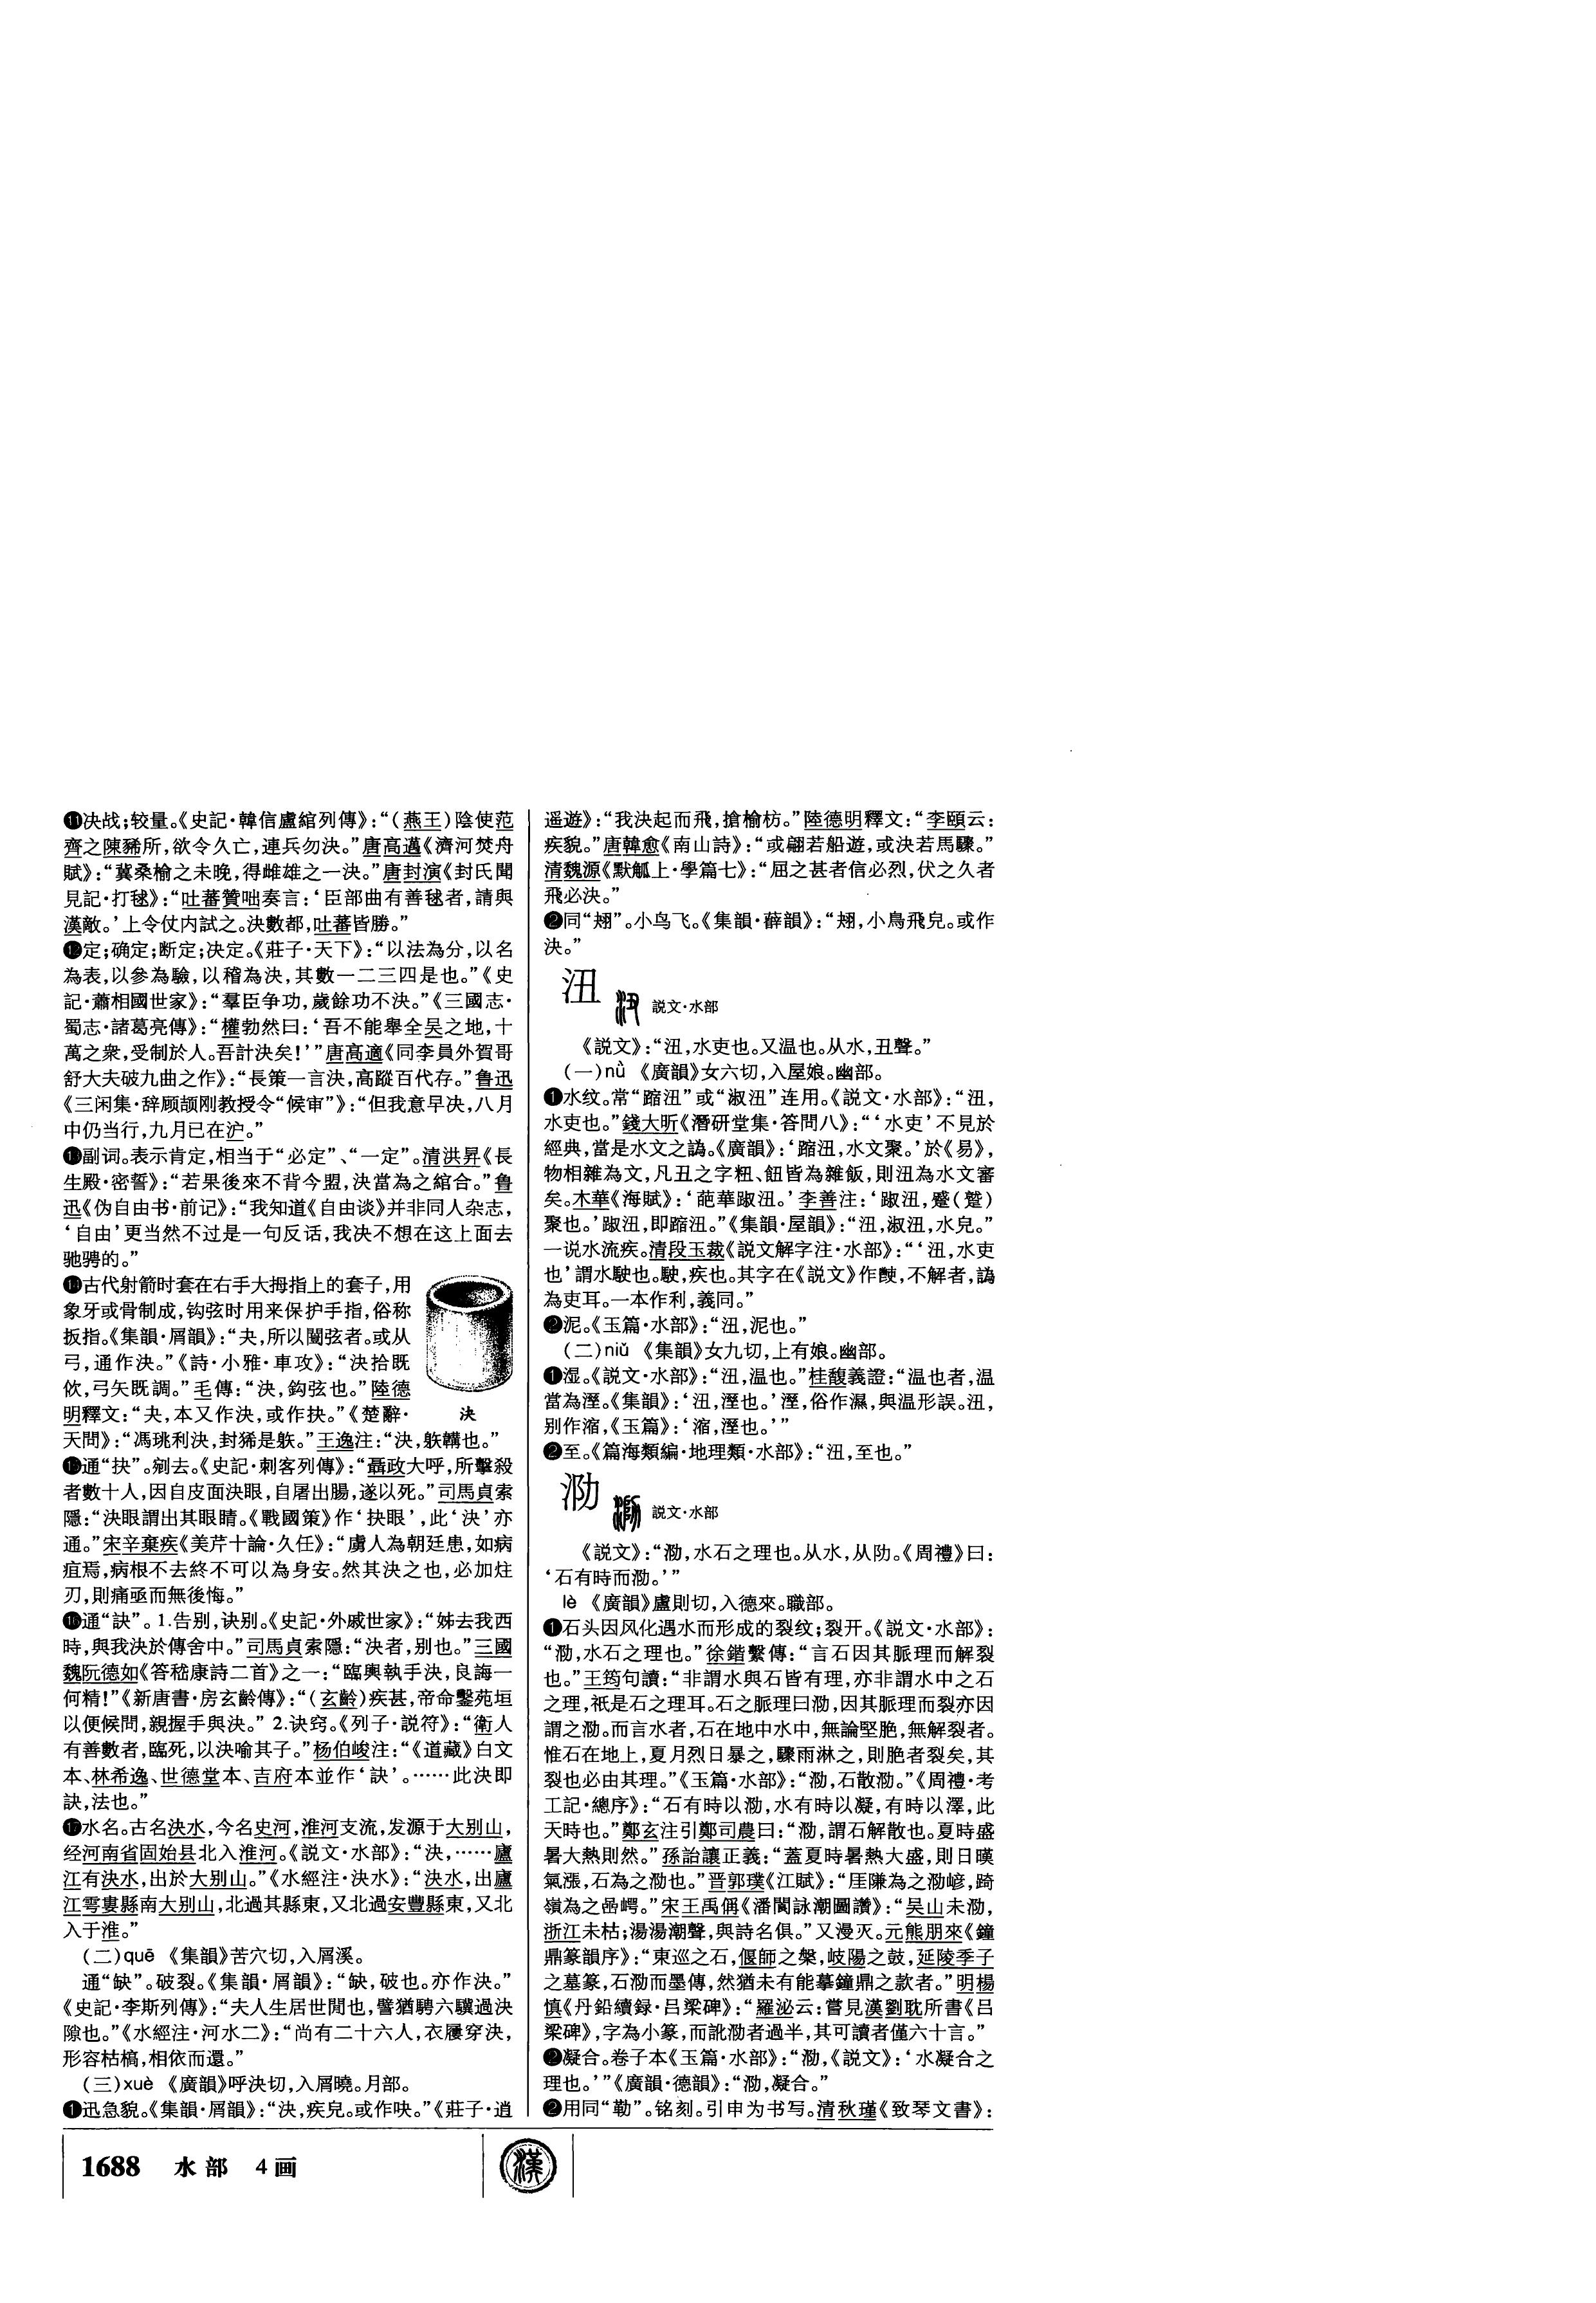 ⓫决战;较量。《史記·韓信盧綰列傳》:“(燕王)陰使范
齊之陳豨所,欲令久亡,連兵勿決。”唐高邁《濟河焚舟
賦》:“冀桑榆之未晚,得雌雄之一決。”唐封演《封氏聞
見記·打毬》:“吐蕃贊咄奏言:‘臣部曲有善毬者,請與
漢敵。’上令仗内試之。決數都,吐蕃皆勝。”
⓬定;确定;断定;决定。《莊子·天下》:“以法為分,以名
為表,以參為驗,以稽為決,其數一二三四是也。”《史
記·蕭相國世家》:“羣臣争功,歲餘功不決。”《三國志·
蜀志·諸葛亮傳》:“權勃然曰:‘吾不能舉全吴之地,十
萬之衆,受制於人。吾計決矣!’”唐高適《同李員外賀哥
舒大夫破九曲之作》:“長策一言決,高蹤百代存。”鲁迅
《三闲集·辞顾颉刚教授令“候审”》:“但我意早决,八月
中仍当行,九月已在沪。”
⓭副词。表示肯定,相当于“必定”、“一定”。清洪昇《長
生殿·密誓》:“若果後來不背今盟,決當為之綰合。”鲁
迅《伪自由书·前记》:“我知道《自由谈》并非同人杂志,
‘自由’更当然不过是一句反话,我决不想在这上面去
驰骋的。”
⓮古代射箭时套在右手大拇指上的套子,用
象牙或骨制成,钩弦时用来保护手指,俗称
扳指。《集韻·屑韻》:“夬,所以闓弦者。或从
弓,通作決。”《詩·小雅·車攻》:“決拾既
佽,弓矢既調。”毛傳:“決,鈎弦也。”陸德
明釋文:“夬,本又作決,或作抉。”《楚辭·
天問》:“馮珧利決,封豨是䠶。”王逸注:“決,䠶韝也。”
決
⓯通“抉”。剜去。《史記·刺客列傳》:“聶政大呼,所擊殺
者數十人,因自皮面決眼,自屠出腸,遂以死。”司馬貞索
隱:“決眼謂出其眼睛。《戰國策》作‘抉眼’,此‘決’亦
通。”宋辛棄疾《美芹十論·久任》:“虜人為朝廷患,如病
疽焉,病根不去終不可以為身安。然其決之也,必加炷
刃,則痛亟而無後悔。”
⓰通“訣”。1.告别,诀别。《史記·外戚世家》:“姊去我西
時,與我決於傳舍中。”司馬貞索隱:“決者,别也。”三國
魏阮德如《答嵇康詩二首》之一:“臨輿執手決,良誨一
何精!”《新唐書·房玄齡傳》:“(玄齡)疾甚,帝命鑿苑垣
以便候問,親握手與決。” 2.诀窍。《列子·説符》:“衛人
有善數者,臨死,以決喻其子。”杨伯峻注:“《道藏》白文
本、林希逸、世德堂本、吉府本並作‘訣’。……此決即
訣,法也。”
⓱水名。古名決水,今名史河,淮河支流,发源于大别山,
经河南省固始县北入淮河。《説文·水部》:“決,……廬
江有決水,出於大别山。”《水經注·決水》:“決水,出廬
江雩婁縣南大别山,北過其縣東,又北過安豐縣東,又北
入于淮。”
(二)quē 《集韻》苦穴切,入屑溪。
通“缺”。破裂。《集韻·屑韻》:“缺,破也。亦作決。”
《史記·李斯列傳》:“夫人生居世間也,譬猶騁六驥過決
隙也。”《水經注·河水二》:“尚有二十六人,衣屨穿決,
形容枯槁,相依而還。”
(三)xuè 《廣韻》呼決切,入屑曉。月部。
❶迅急貌。《集韻·屑韻》:“決,疾皃。或作吷。”《莊子·逍
遥遊》:“我決起而飛,搶榆枋。”陸德明釋文:“李頤云:
疾貌。”唐韓愈《南山詩》:“或翩若船遊,或決若馬驟。”
清魏源《默觚上·學篇七》:“屈之甚者信必烈,伏之久者
飛必決。”
❷同“翅”。小鸟飞。《集韻·薛韻》:“,小鳥飛皃。或作
決。”
沑 説文·水部
《説文》:“沑,水吏也。又温也。从水,丑聲。”
(一)nǜ 《廣韻》女六切,入屋娘。幽部。
❶水纹。常“蹜沑”或“淑沑”连用。《説文·水部》:“沑,
水吏也。”錢大昕《潛研堂集·答問八》:“‘水吏’不見於
經典,當是水文之譌。《廣韻》:‘蹜沑,水文聚。’於《易》,
物相雜為文,凡丑之字粈、飿皆為雜飯,則沑為水文審
矣。木華《海賦》:‘葩華踧沑。’李善注:‘踧沑,蹙(蹵)
聚也。’踧沑,即蹜沑。”《集韻·屋韻》:“沑,淑沑,水皃。”
一说水流疾。清段玉裁《説文解字注·水部》:“‘沑,水吏
也’謂水駛也。駛,疾也。其字在《説文》作㕜,不解者,譌
為吏耳。一本作利,義同。”
❷泥。《玉篇·水部》:“沑,泥也。”
(二)niǔ 《集韻》女九切,上有娘。幽部。
❶湿。《説文·水部》:“沑,温也。”桂馥義證:“温也者,温
當為溼。《集韻》:‘沑,溼也。’溼,俗作濕,與温形誤。沑,
别作㴼,《玉篇》:‘㴼,溼也。’”
❷至。《篇海類編·地理類·水部》:“沑,至也。”
泐 説文·水部
《説文》:“泐,水石之理也。从水,从阞。《周禮》曰:
‘石有時而泐。’”
lè 《廣韻》盧則切,入德來。職部。
❶石头因风化遇水而形成的裂纹;裂开。《説文·水部》:
“泐,水石之理也。”徐鍇繫傳:“言石因其脈理而解裂
也。”王筠句讀:“非謂水與石皆有理,亦非謂水中之石
之理,祇是石之理耳。石之脈理曰泐,因其脈理而裂亦因
謂之泐。而言水者,石在地中水中,無論堅脆,無解裂者。
惟石在地上,夏月烈日暴之,驟雨淋之,則脆者裂矣,其
裂也必由其理。”《玉篇·水部》:“泐,石散泐。”《周禮·考
工記·總序》:“石有時以泐,水有時以凝,有時以澤,此
天時也。”鄭玄注引鄭司農曰:“泐,謂石解散也。夏時盛
暑大熱則然。”孫詒讓正義:“蓋夏時暑熱大盛,則日暵
氣漲,石為之泐也。”晋郭璞《江賦》:“厓隒為之泐嵃,踦
嶺為之嵒崿。”宋王禹偁《潘閬詠潮圖讚》:“吴山未泐,
浙江未枯;湯湯潮聲,與詩名俱。”又漫灭。元熊朋來《鐘
鼎篆韻序》:“東巡之石,偃師之槃,岐陽之鼓,延陵季子
之墓篆,石泐而墨傳,然猶未有能摹鐘鼎之款者。”明楊
慎《丹鉛續録·吕梁碑》:“羅泌云:嘗見漢劉耽所書《吕
梁碑》,字為小篆,而訛泐者過半,其可讀者僅六十言。”
❷凝合。卷子本《玉篇·水部》:“泐,《説文》:‘水凝合之
理也。’”《廣韻·德韻》:“泐,凝合。”
❷用同“勒”。铭刻。引申为书写。清秋瑾《致琴文書》:
1688 水部 4画
漢